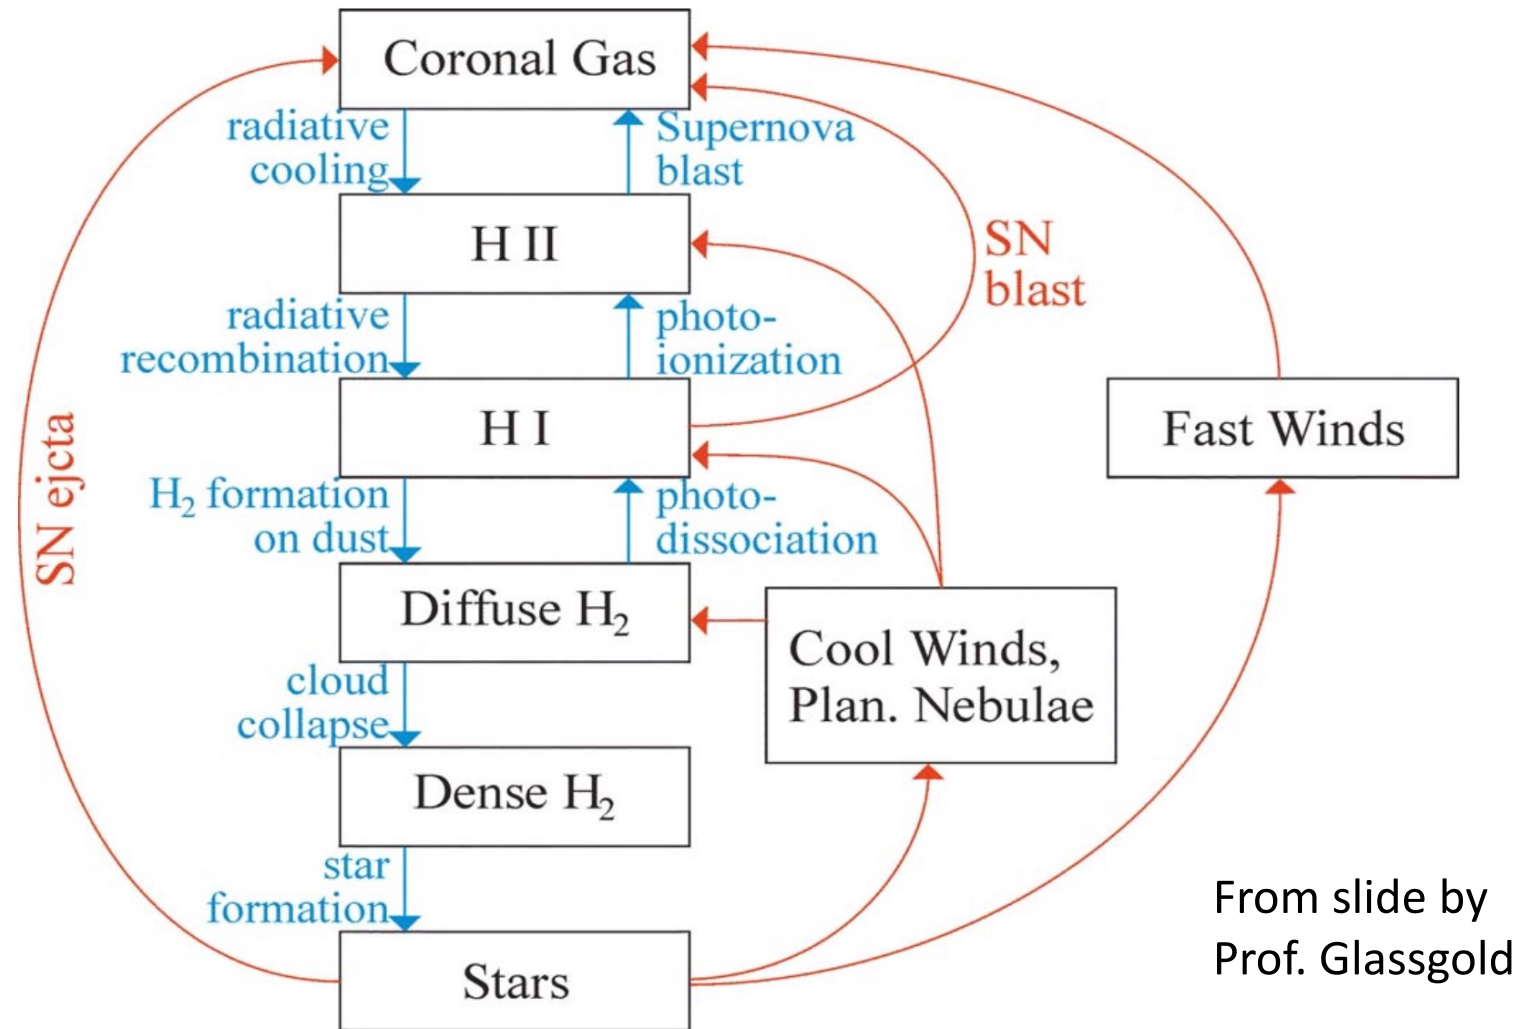 Coronal Gas
radiative
cooling
Supernova
blast
H II
SN
blast
radiative
recombination
photo-
ionization
H I
Fast Winds
SN ejcta
H₂ formation
on dust
photo-
dissociation
Diffuse H₂
Cool Winds,
Plan. Nebulae
cloud
collapse
Dense H₂
star
formation
Stars
From slide by
Prof. Glassgold